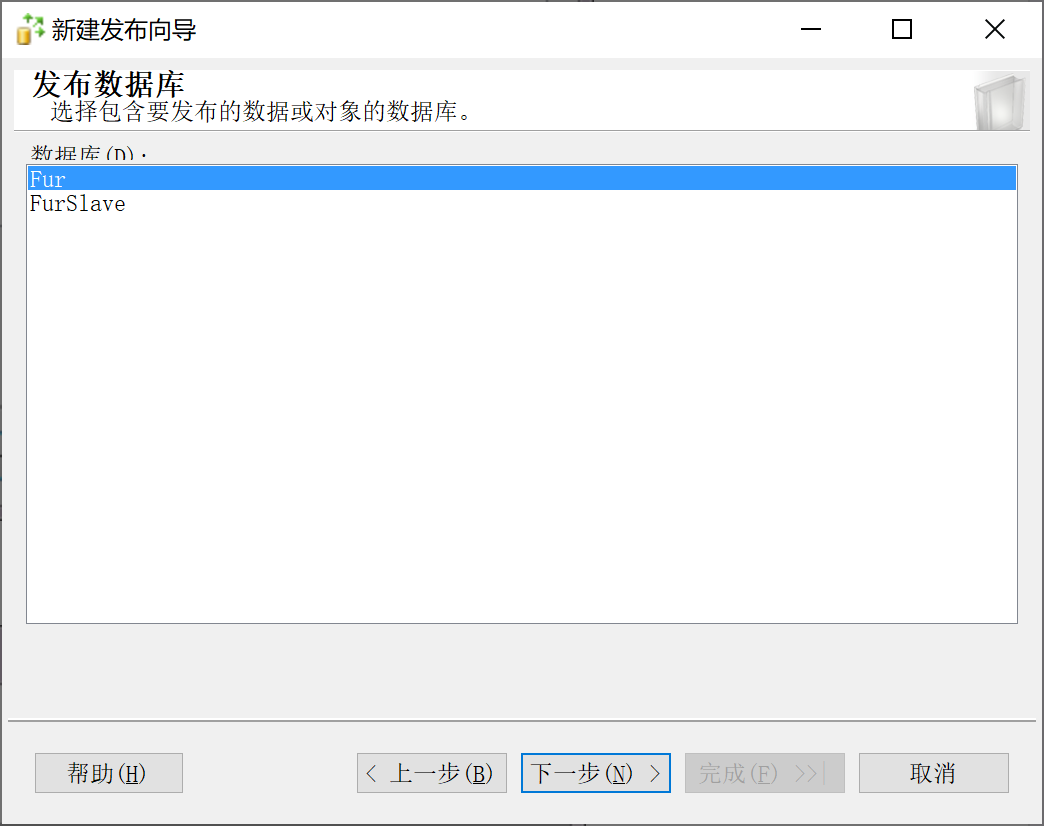 新建发布向导
发布数据库
选择包含要发布的数据或对象的数据库。
数据库(D):
Fur
FurSlave
帮助(H)
< 上一步(B)
下一步(N) >
完成(F) >>|
取消